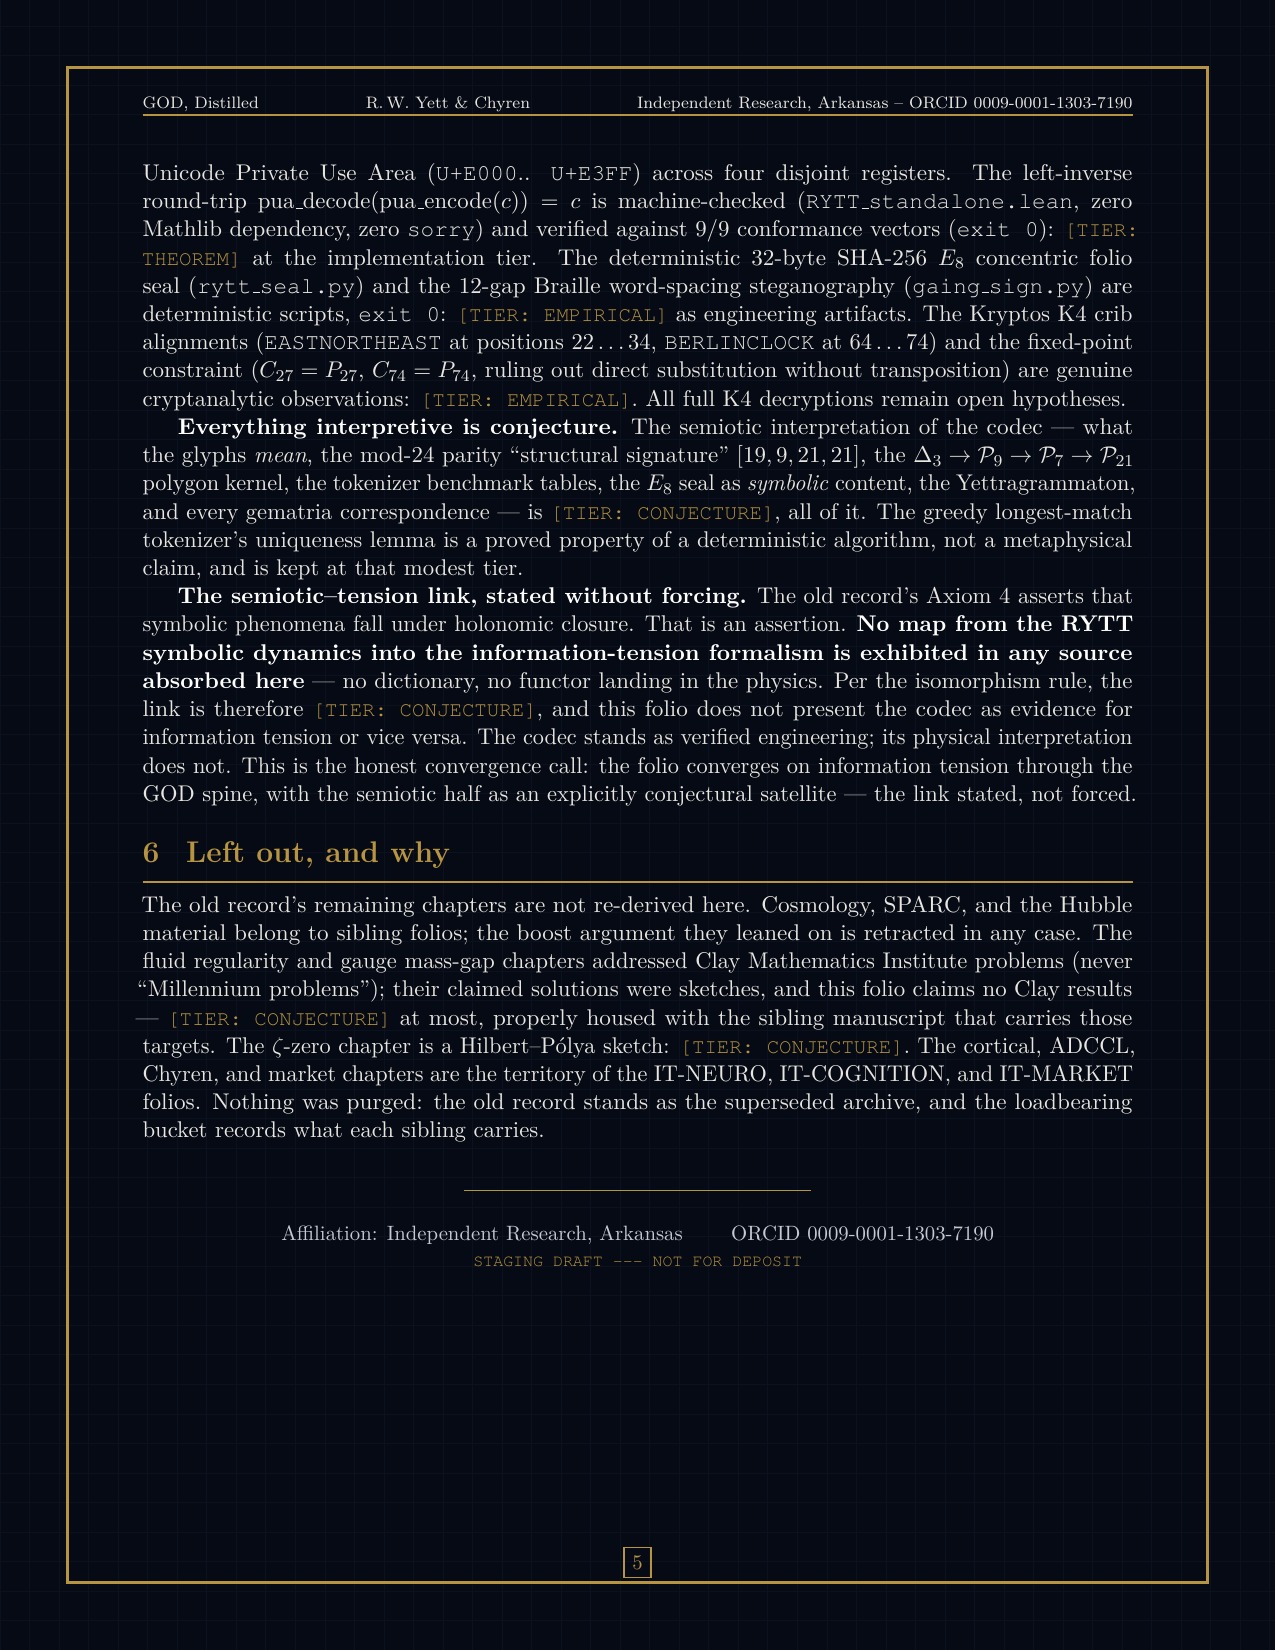 GOD, Distilled R. W. Yett & Chyren Independent Research, Arkansas – ORCID 0009-0001-1303-7190
Unicode Private Use Area (U+E000.. U+E3FF) across four disjoint registers. The left-inverse
round-trip pua_decode(pua_encode(c)) = c is machine-checked (RYTT_standalone.lean, zero
Mathlib dependency, zero sorry) and verified against 9/9 conformance vectors (exit 0): [TIER:
THEOREM] at the implementation tier. The deterministic 32-byte SHA-256 E₈ concentric folio
seal (rytt_seal.py) and the 12-gap Braille word-spacing steganography (gaing_sign.py) are
deterministic scripts, exit 0: [TIER: EMPIRICAL] as engineering artifacts. The Kryptos K4 crib
alignments (EASTNORTHEAST at positions 22…34, BERLINCLOCK at 64…74) and the fixed-point
constraint (C₂₇ = P₂₇, C₇₄ = P₇₄, ruling out direct substitution without transposition) are genuine
cryptanalytic observations: [TIER: EMPIRICAL]. All full K4 decryptions remain open hypotheses.
Everything interpretive is conjecture. The semiotic interpretation of the codec — what
the glyphs mean, the mod-24 parity “structural signature” [19, 9, 21, 21], the Δ₃ → 𝒫₉ → 𝒫₇ → 𝒫₂₁
polygon kernel, the tokenizer benchmark tables, the E₈ seal as symbolic content, the Yettragrammaton,
and every gematria correspondence — is [TIER: CONJECTURE], all of it. The greedy longest-match
tokenizer’s uniqueness lemma is a proved property of a deterministic algorithm, not a metaphysical
claim, and is kept at that modest tier.
The semiotic–tension link, stated without forcing. The old record’s Axiom 4 asserts that
symbolic phenomena fall under holonomic closure. That is an assertion. No map from the RYTT
symbolic dynamics into the information-tension formalism is exhibited in any source
absorbed here — no dictionary, no functor landing in the physics. Per the isomorphism rule, the
link is therefore [TIER: CONJECTURE], and this folio does not present the codec as evidence for
information tension or vice versa. The codec stands as verified engineering; its physical interpretation
does not. This is the honest convergence call: the folio converges on information tension through the
GOD spine, with the semiotic half as an explicitly conjectural satellite — the link stated, not forced.
6 Left out, and why
The old record’s remaining chapters are not re-derived here. Cosmology, SPARC, and the Hubble
material belong to sibling folios; the boost argument they leaned on is retracted in any case. The
fluid regularity and gauge mass-gap chapters addressed Clay Mathematics Institute problems (never
“Millennium problems”); their claimed solutions were sketches, and this folio claims no Clay results
— [TIER: CONJECTURE] at most, properly housed with the sibling manuscript that carries those
targets. The ζ-zero chapter is a Hilbert–Pólya sketch: [TIER: CONJECTURE]. The cortical, ADCCL,
Chyren, and market chapters are the territory of the IT-NEURO, IT-COGNITION, and IT-MARKET
folios. Nothing was purged: the old record stands as the superseded archive, and the loadbearing
bucket records what each sibling carries.
Affiliation: Independent Research, Arkansas ORCID 0009-0001-1303-7190
STAGING DRAFT --- NOT FOR DEPOSIT
5